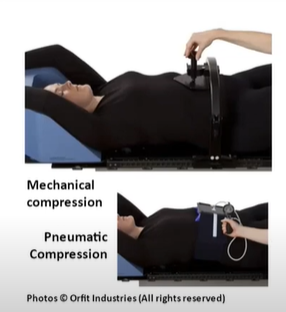 Mechanical
compression
Pneumatic
Compression
Photos © Orfit Industries (All rights reserved)